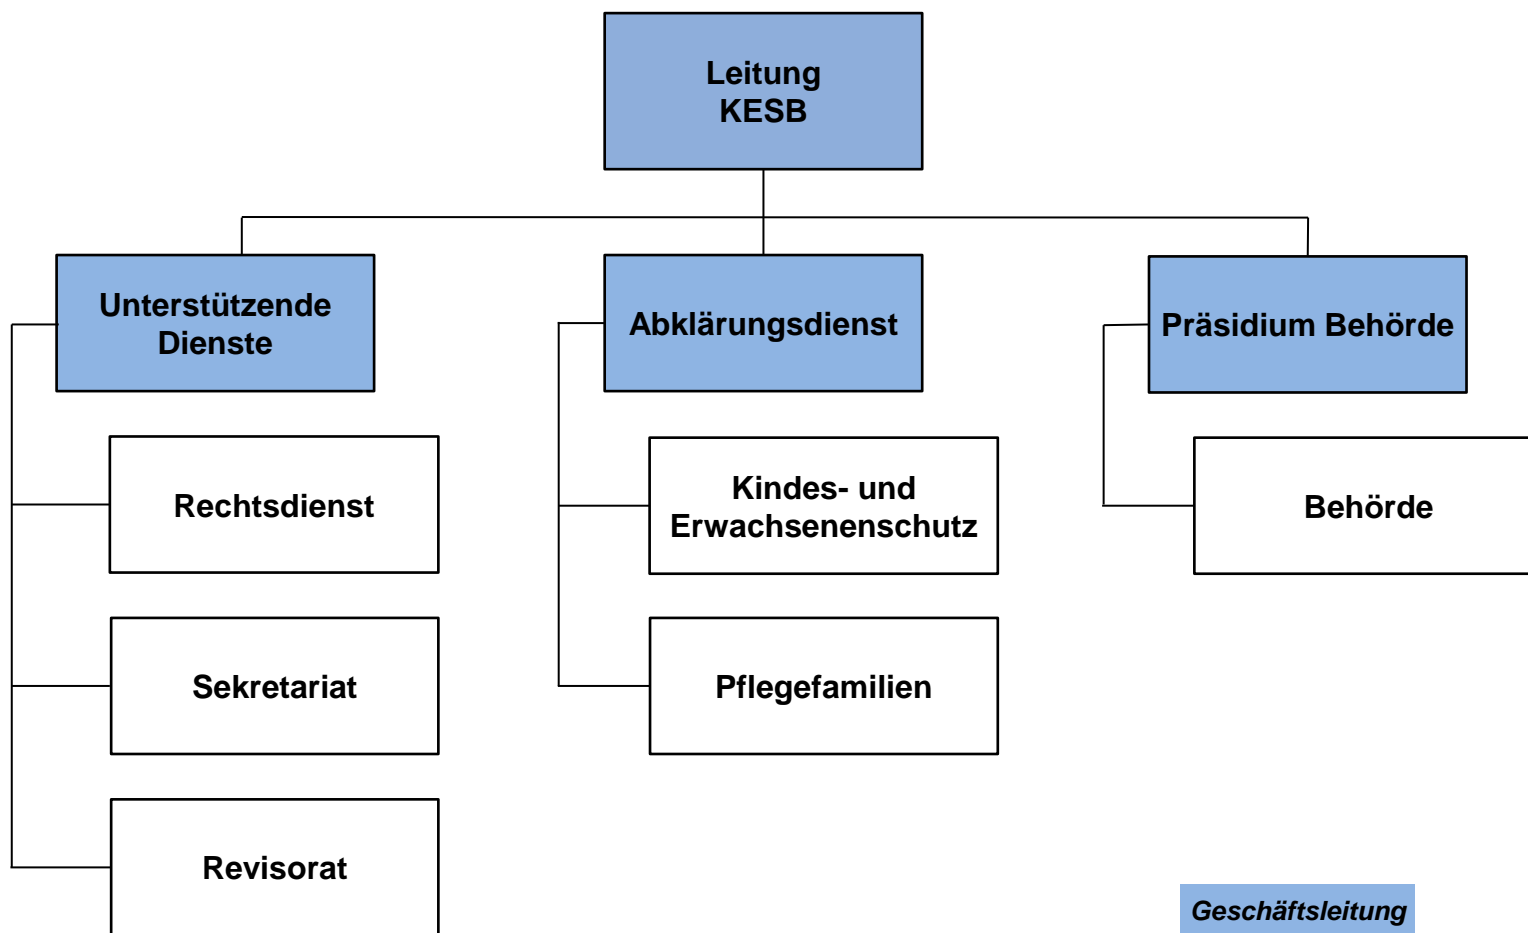 Leitung
KESB
Unterstützende
Dienste
Abklärungsdienst
Präsidium Behörde
Rechtsdienst
Kindes- und
Erwachsenenschutz
Behörde
Sekretariat
Pflegefamilien
Revisorat
Geschäftsleitung